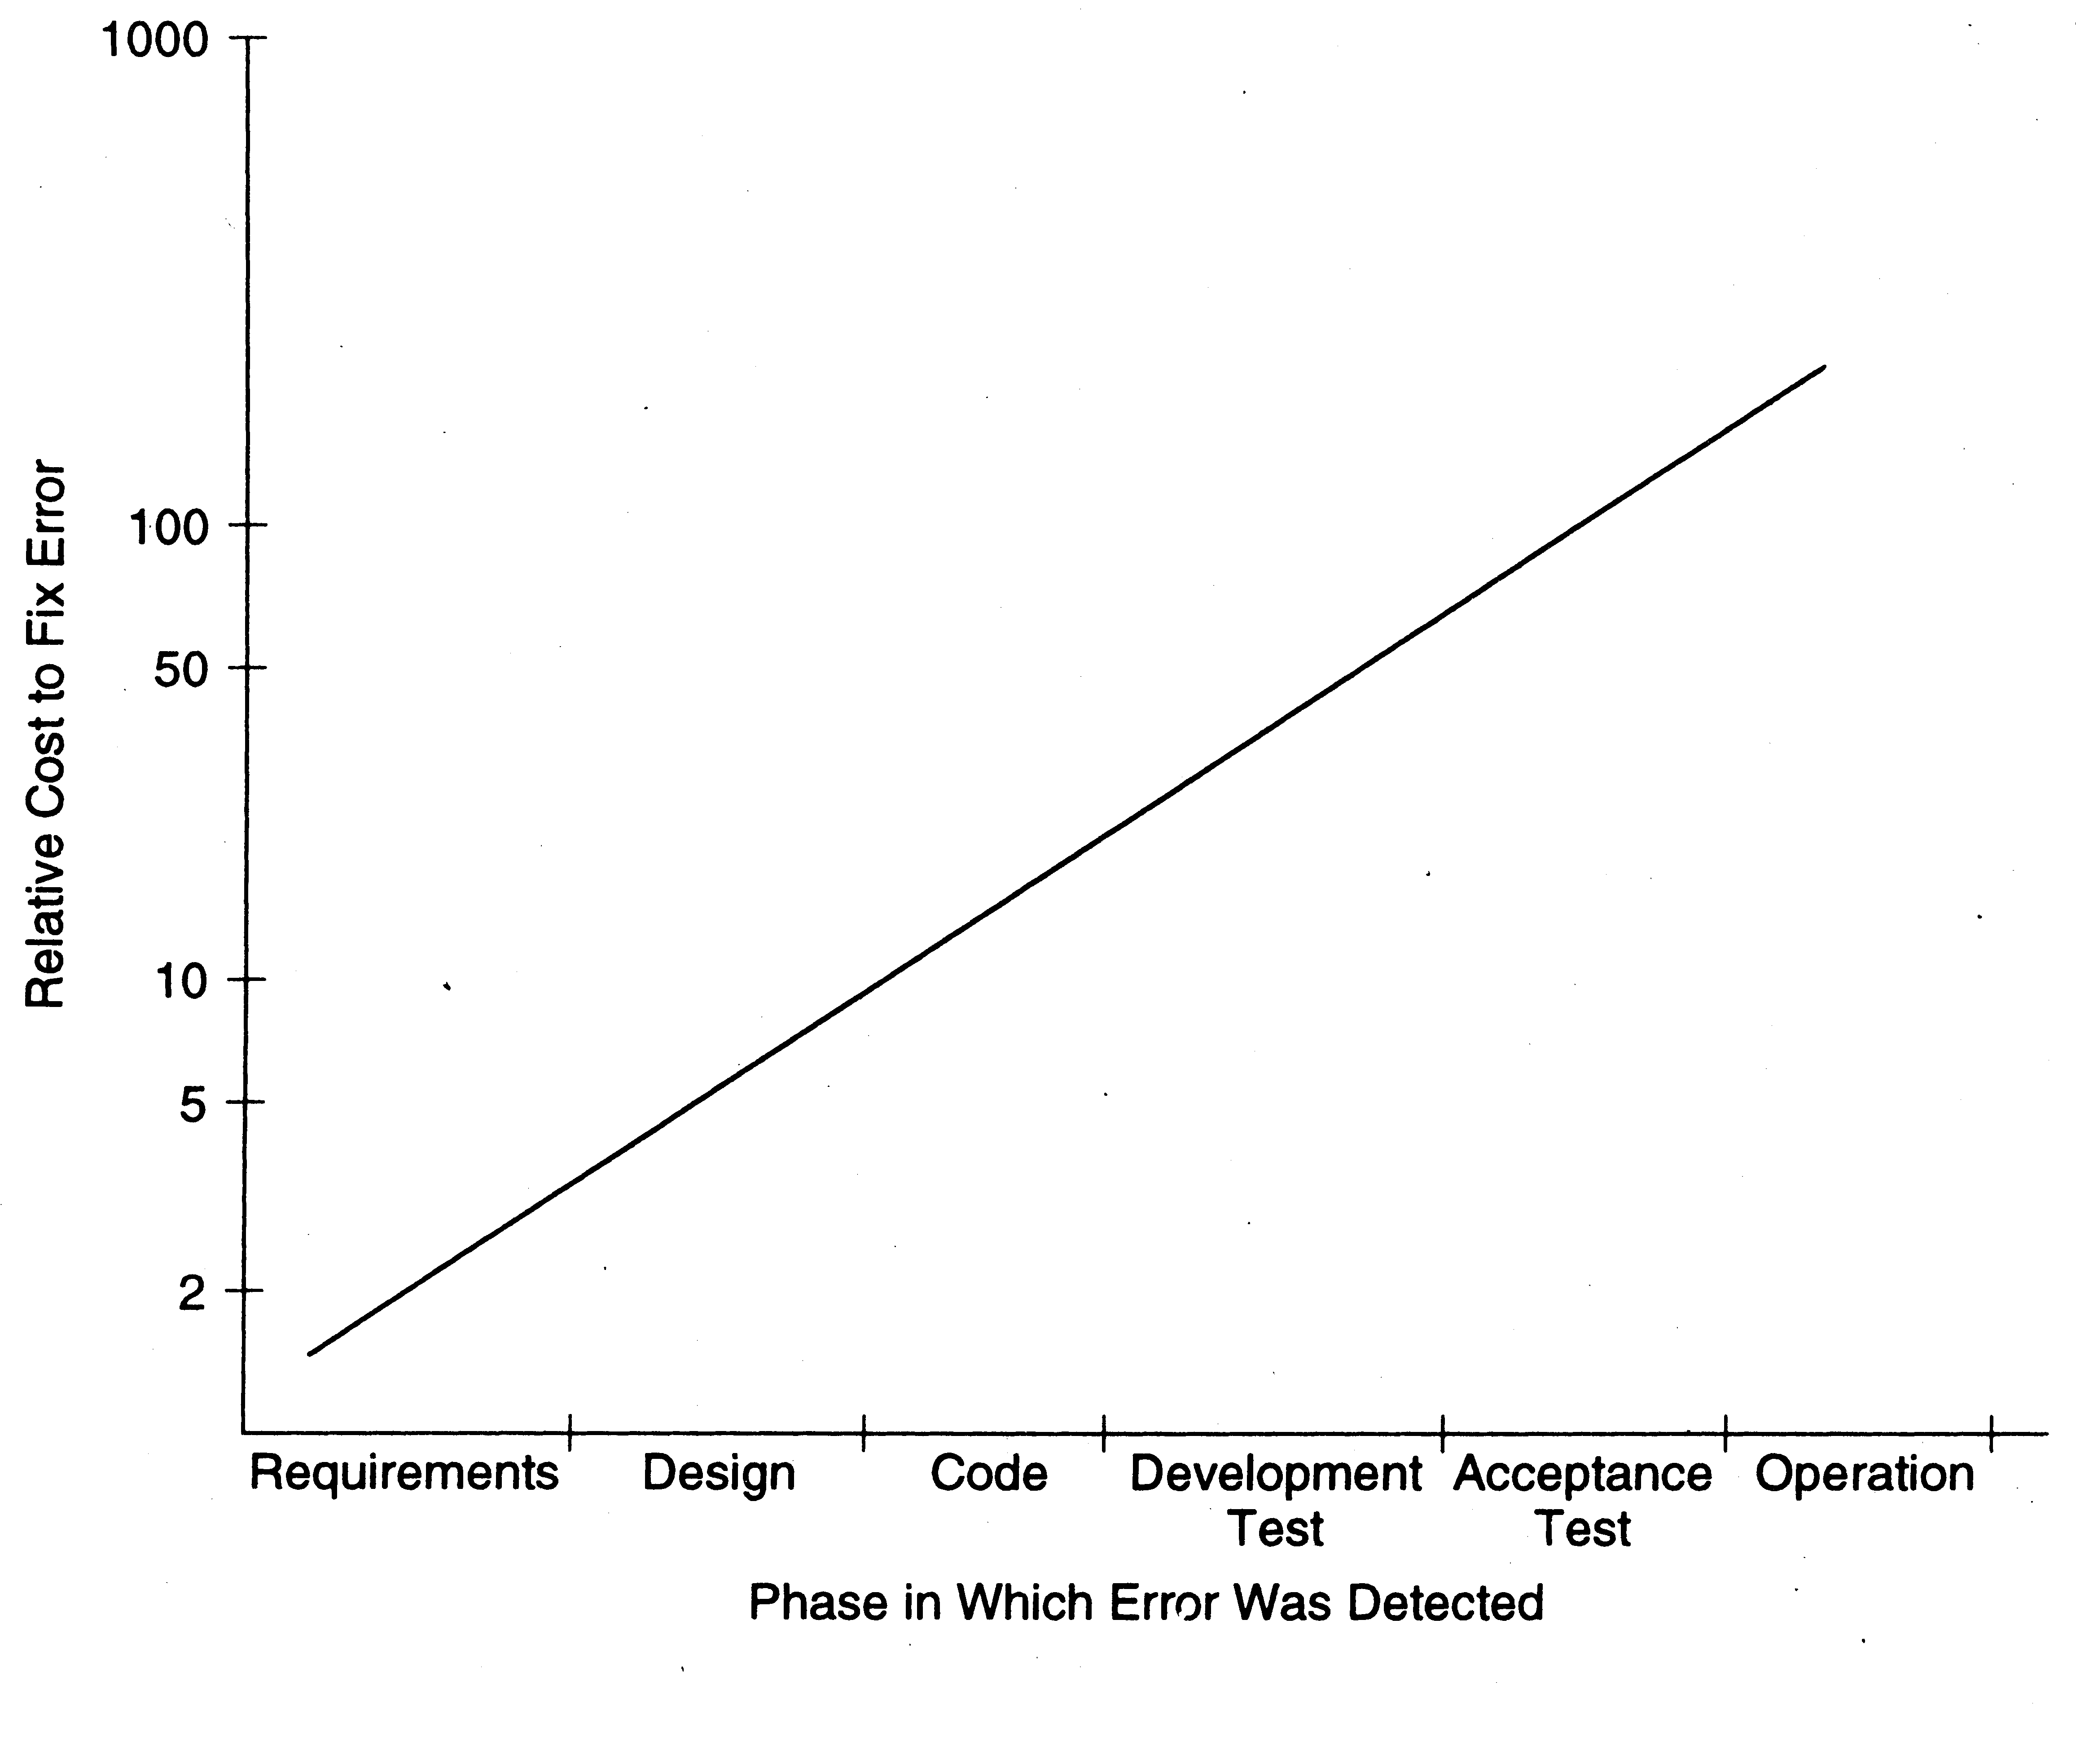 1000
100
50
10
5
2
Relative Cost to Fix Error
Requirements Design Code Development Acceptance Operation
Test Test
Phase in Which Error Was Detected